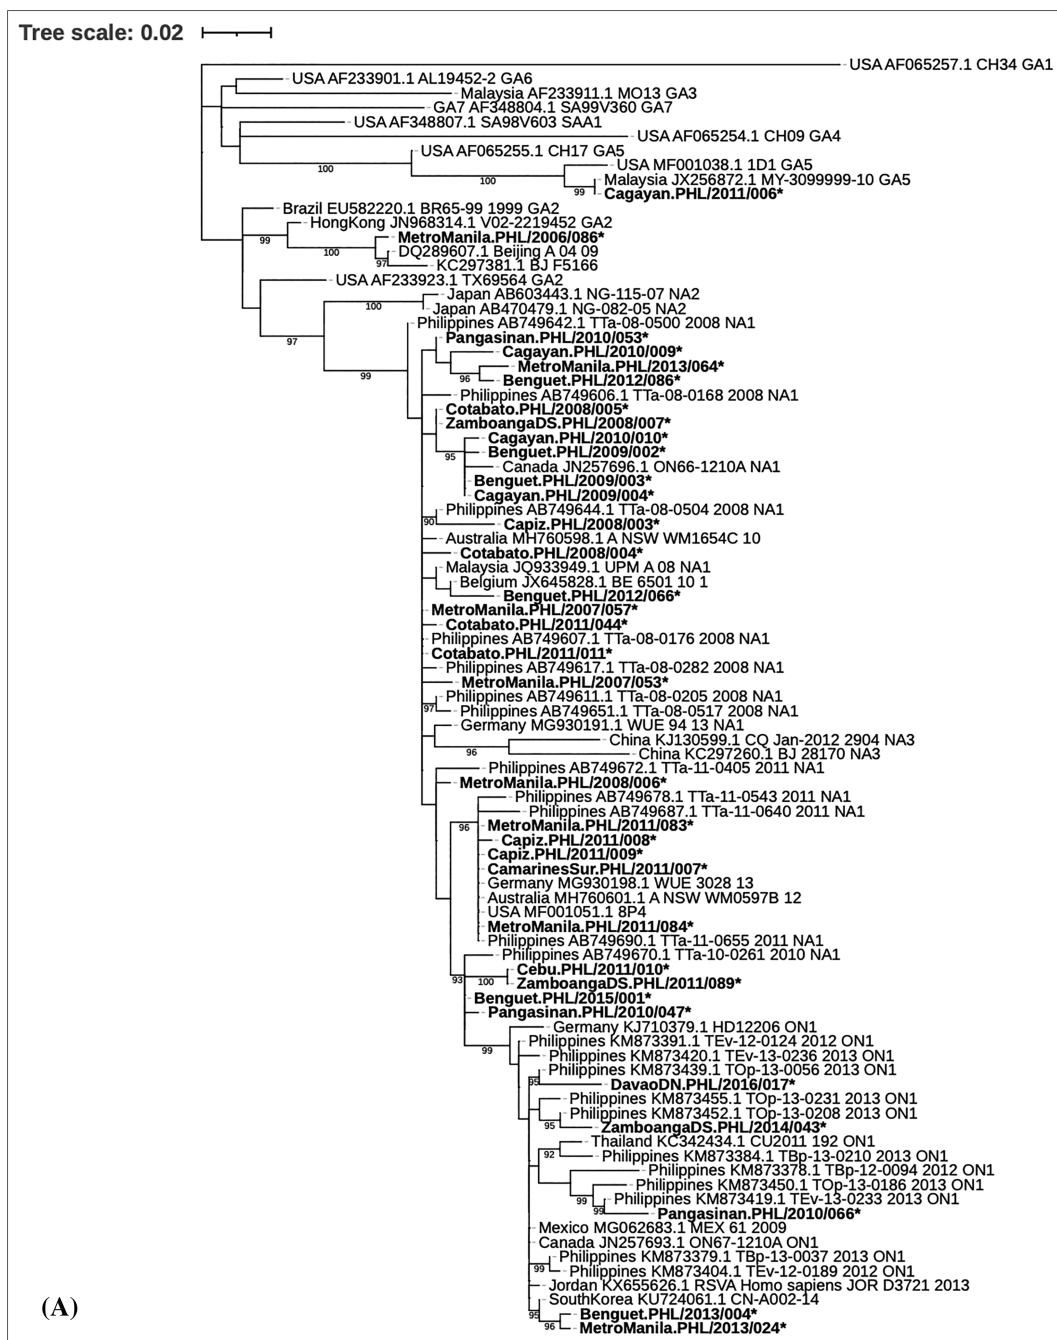 Tree scale: 0.02
USA AF065257.1 CH34 GA1
USA AF233901.1 AL19452-2 GA6
Malaysia AF233911.1 MO13 GA3
GA7 AF348804.1 SA99V360 GA7
USA AF348807.1 SA98V603 SAA1
USA AF065254.1 CH09 GA4
USA AF065255.1 CH17 GA5
100
USA MF001038.1 1D1 GA5
100
Malaysia JX256872.1 MY-3099999-10 GA5
99
Cagayan.PHL/2011/006*
Brazil EU582220.1 BR65-99 1999 GA2
HongKong JN968314.1 V02-2219452 GA2
99
MetroManila.PHL/2006/086*
100
DQ289607.1 Beijing A 04 09
97
KC297381.1 BJ F5166
USA AF233923.1 TX69564 GA2
Japan AB603443.1 NG-115-07 NA2
100
Japan AB470479.1 NG-082-05 NA2
Philippines AB749642.1 TTa-08-0500 2008 NA1
97
Pangasinan.PHL/2010/053*
Cagayan.PHL/2010/009*
MetroManila.PHL/2013/064*
99
96
Benguet.PHL/2012/086*
Philippines AB749606.1 TTa-08-0168 2008 NA1
Cotabato.PHL/2008/005*
ZamboangaDS.PHL/2008/007*
Cagayan.PHL/2010/010*
Benguet.PHL/2009/002*
95
Canada JN257696.1 ON66-1210A NA1
Benguet.PHL/2009/003*
Cagayan.PHL/2009/004*
Philippines AB749644.1 TTa-08-0504 2008 NA1
90
Capiz.PHL/2008/003*
Australia MH760598.1 A NSW WM1654C 10
Cotabato.PHL/2008/004*
Malaysia JQ933949.1 UPM A 08 NA1
Belgium JX645828.1 BE 6501 10 1
Benguet.PHL/2012/066*
MetroManila.PHL/2007/057*
Cotabato.PHL/2011/044*
Philippines AB749607.1 TTa-08-0176 2008 NA1
Cotabato.PHL/2011/011*
Philippines AB749617.1 TTa-08-0282 2008 NA1
MetroManila.PHL/2007/053*
Philippines AB749611.1 TTa-08-0205 2008 NA1
97
Philippines AB749651.1 TTa-08-0517 2008 NA1
Germany MG930191.1 WUE 94 13 NA1
China KJ130599.1 CQ Jan-2012 2904 NA3
96
China KC297260.1 BJ 28170 NA3
Philippines AB749672.1 TTa-11-0405 2011 NA1
MetroManila.PHL/2008/006*
Philippines AB749678.1 TTa-11-0543 2011 NA1
Philippines AB749687.1 TTa-11-0640 2011 NA1
96
MetroManila.PHL/2011/083*
Capiz.PHL/2011/008*
Capiz.PHL/2011/009*
CamarinesSur.PHL/2011/007*
Germany MG930198.1 WUE 3028 13
Australia MH760601.1 A NSW WM0597B 12
USA MF001051.1 8P4
MetroManila.PHL/2011/084*
Philippines AB749690.1 TTa-11-0655 2011 NA1
Philippines AB749670.1 TTa-10-0261 2010 NA1
Cebu.PHL/2011/010*
93
100
ZamboangaDS.PHL/2011/089*
Benguet.PHL/2015/001*
Pangasinan.PHL/2010/047*
Germany KJ710379.1 HD12206 ON1
Philippines KM873391.1 TEv-12-0124 2012 ON1
99
Philippines KM873420.1 TEv-13-0236 2013 ON1
Philippines KM873439.1 TOp-13-0056 2013 ON1
95
DavaoDN.PHL/2016/017*
Philippines KM873455.1 TOp-13-0231 2013 ON1
Philippines KM873452.1 TOp-13-0208 2013 ON1
95
ZamboangaDS.PHL/2014/043*
Thailand KC342434.1 CU2011 192 ON1
92
Philippines KM873384.1 TBp-13-0210 2013 ON1
Philippines KM873378.1 TBp-12-0094 2012 ON1
Philippines KM873450.1 TOp-13-0186 2013 ON1
99
Philippines KM873419.1 TEv-13-0233 2013 ON1
99
Pangasinan.PHL/2010/066*
Mexico MG062683.1 MEX 61 2009
Canada JN257693.1 ON67-1210A ON1
Philippines KM873379.1 TBp-13-0037 2013 ON1
99
Philippines KM873404.1 TEv-12-0189 2012 ON1
Jordan KX655626.1 RSVA Homo sapiens JOR D3721 2013
SouthKorea KU724061.1 CN-A002-14
95
Benguet.PHL/2013/004*
96
MetroManila.PHL/2013/024*
(A)